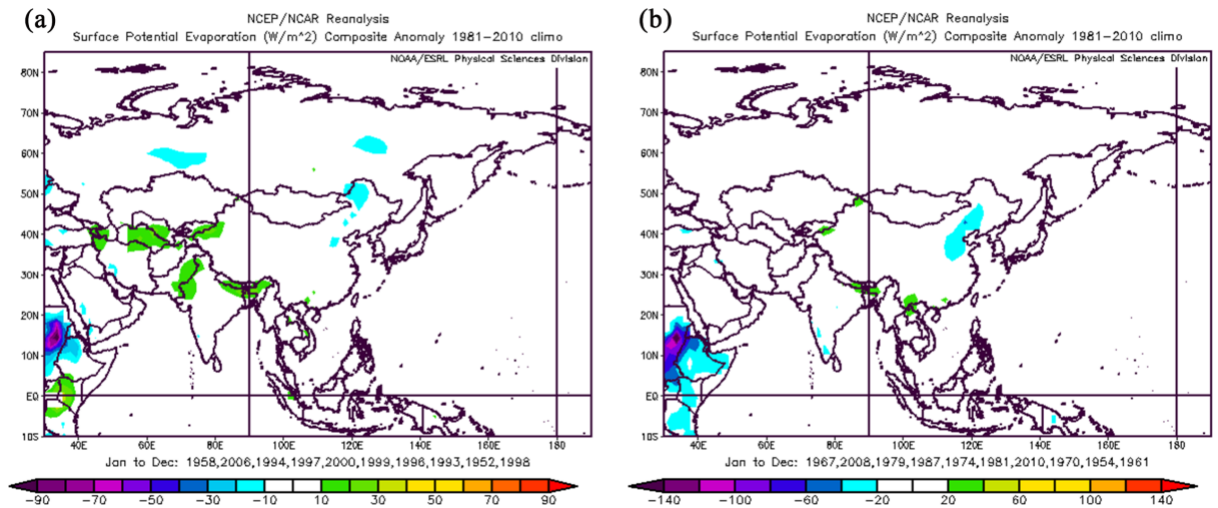 (a)
NCEP/NCAR Reanalysis
Surface Potential Evaporation (W/m^2) Composite Anomaly 1981-2010 climo
NOAA/ESRL Physical Sciences Division
80N
70N
60N
50N
40N
30N
20N
10N
EQ
10S
40E
60E
80E
100E
120E
140E
160E
180
Jan to Dec: 1958,2006,1994,1997,2000,1999,1996,1993,1952,1998
-90 -70 -50 -30 -10 10 30 50 70 90
(b)
NCEP/NCAR Reanalysis
Surface Potential Evaporation (W/m^2) Composite Anomaly 1981-2010 climo
NOAA/ESRL Physical Sciences Division
80N
70N
60N
50N
40N
30N
20N
10N
EQ
10S
40E
60E
80E
100E
120E
140E
160E
180
Jan to Dec: 1967,2008,1979,1987,1974,1981,2010,1970,1954,1961
-140 -100 -60 -20 20 60 100 140